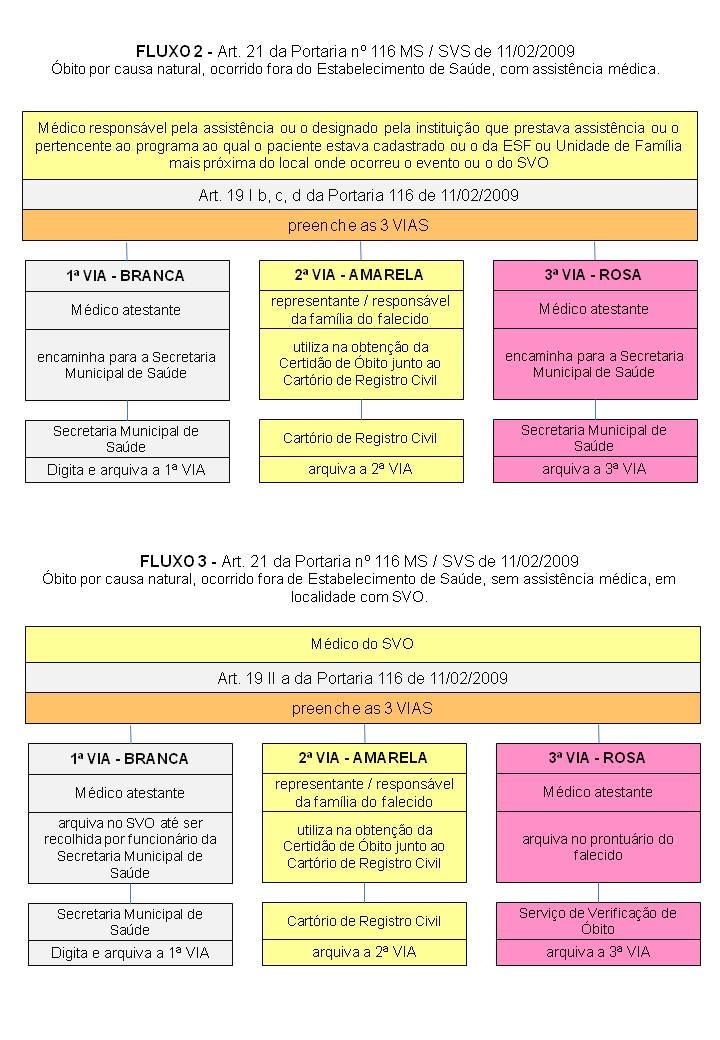 FLUXO 2 - Art. 21 da Portaria nº 116 MS / SVS de 11/02/2009
Óbito por causa natural, ocorrido fora do Estabelecimento de Saúde, com assistência médica.
Médico responsável pela assistência ou o designado pela instituição que prestava assistência ou o
pertencente ao programa ao qual o paciente estava cadastrado ou o da ESF ou Unidade de Família
mais próxima do local onde ocorreu o evento ou o do SVO
Art. 19 I b, c, d da Portaria 116 de 11/02/2009
preenche as 3 VIAS
1ª VIA - BRANCA
Médico atestante
encaminha para a Secretaria
Municipal de Saúde
Secretaria Municipal de
Saúde
Digita e arquiva a 1ª VIA
2ª VIA - AMARELA
representante / responsável
da família do falecido
utiliza na obtenção da
Certidão de Óbito junto ao
Cartório de Registro Civil
Cartório de Registro Civil
arquiva a 2ª VIA
3ª VIA - ROSA
Médico atestante
encaminha para a Secretaria
Municipal de Saúde
Secretaria Municipal de
Saúde
arquiva a 3ª VIA
FLUXO 3 - Art. 21 da Portaria nº 116 MS / SVS de 11/02/2009
Óbito por causa natural, ocorrido fora de Estabelecimento de Saúde, sem assistência médica, em
localidade com SVO.
Médico do SVO
Art. 19 II a da Portaria 116 de 11/02/2009
preenche as 3 VIAS
1ª VIA - BRANCA
Médico atestante
arquiva no SVO até ser
recolhida por funcionário da
Secretaria Municipal de
Saúde
Secretaria Municipal de
Saúde
Digita e arquiva a 1ª VIA
2ª VIA - AMARELA
representante / responsável
da família do falecido
utiliza na obtenção da
Certidão de Óbito junto ao
Cartório de Registro Civil
Cartório de Registro Civil
arquiva a 2ª VIA
3ª VIA - ROSA
Médico atestante
arquiva no prontuário do
falecido
Serviço de Verificação de
Óbito
arquiva a 3ª VIA